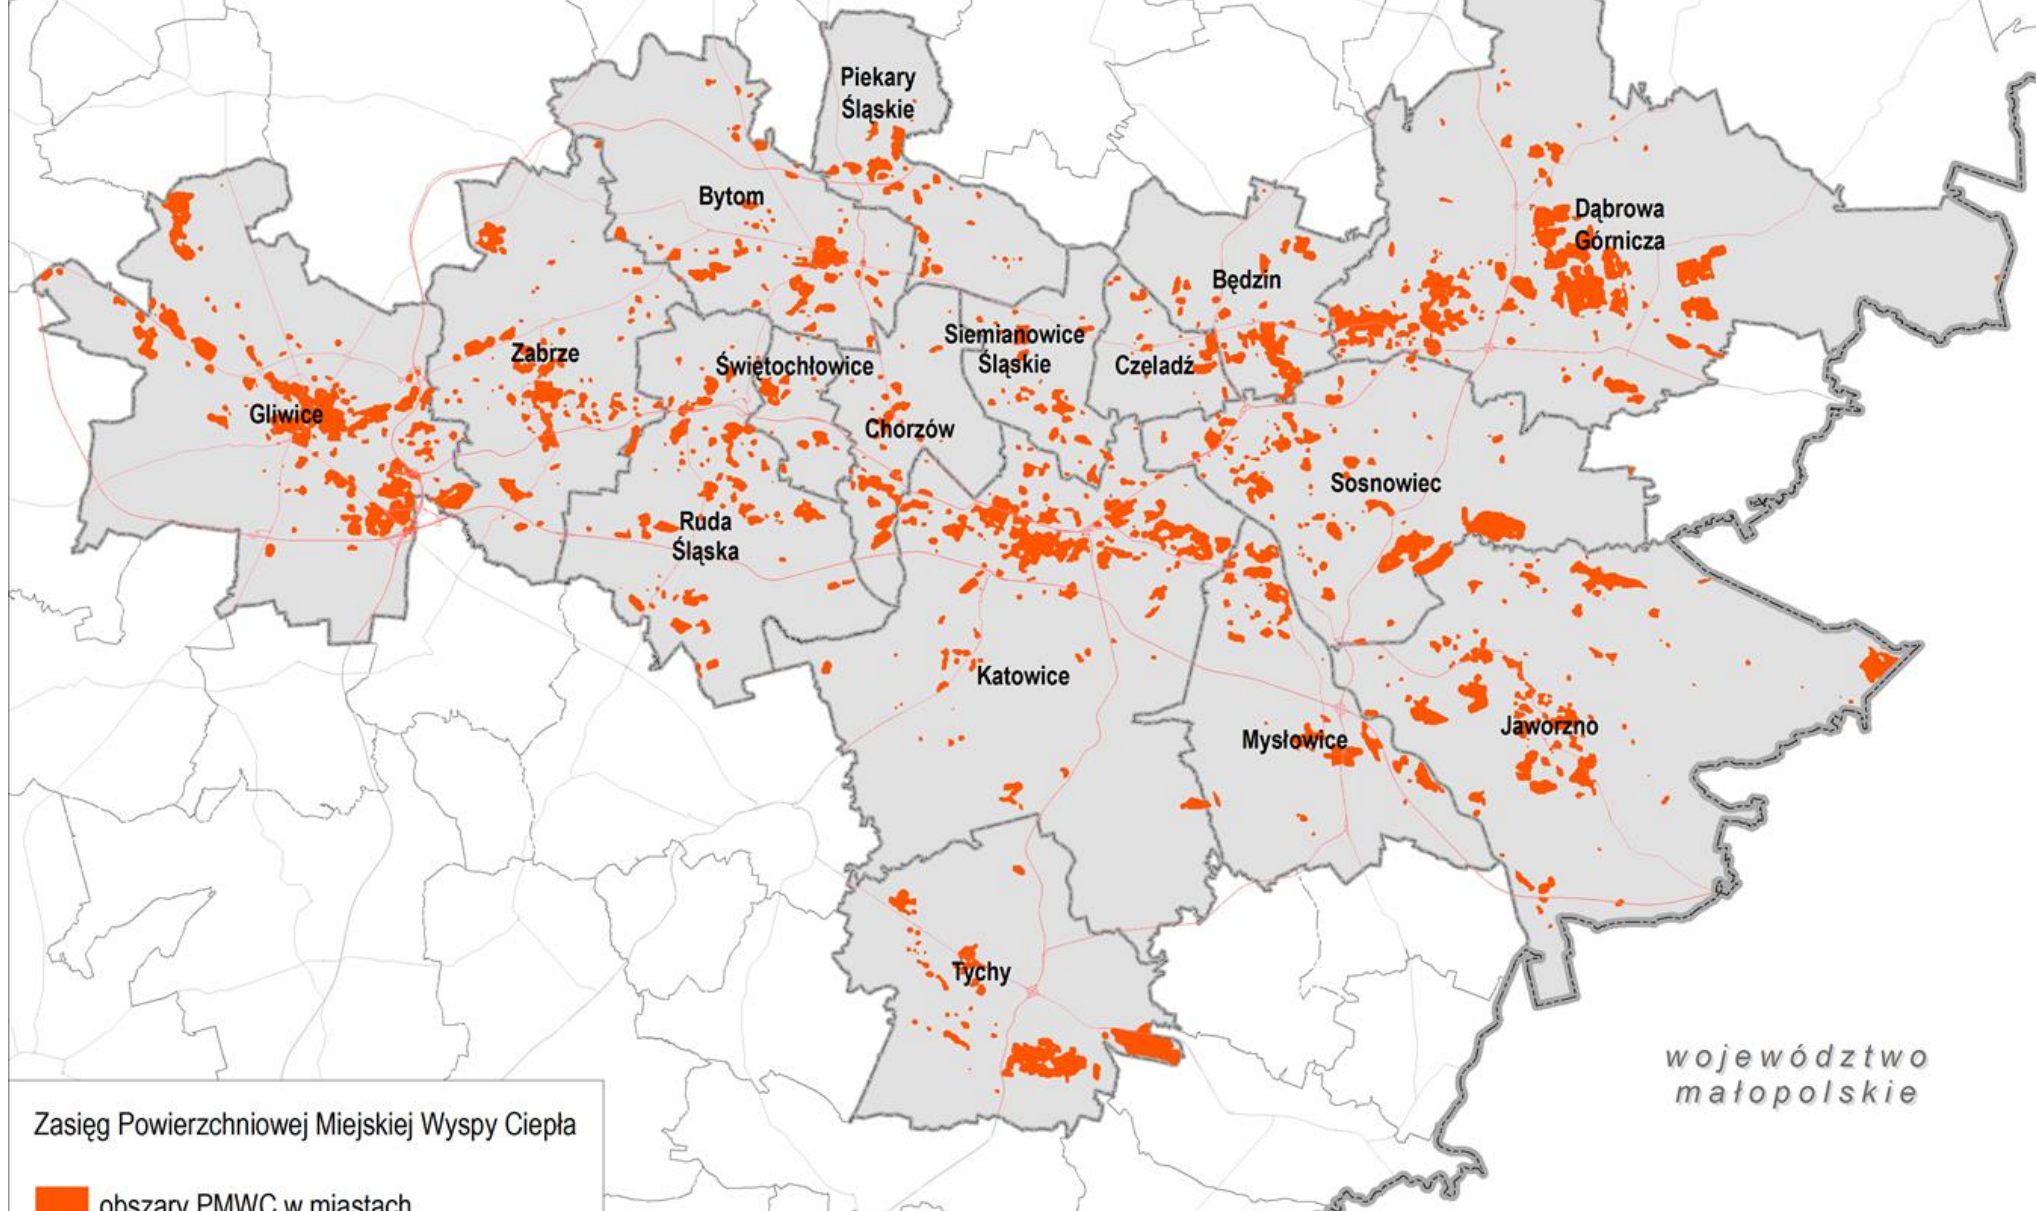 Piekary
Śląskie
Bytom
Dąbrowa
Górnicza
Będzin
Siemianowice
Śląskie
Zabrze
Świętochłowice
Czeladź
Gliwice
Chorzów
Sosnowiec
Ruda
Śląska
Katowice
Mysłowice
Jaworzno
Tychy
województwo
małopolskie
Zasięg Powierzchniowej Miejskiej Wyspy Ciepła
obszary PMWC w miastach